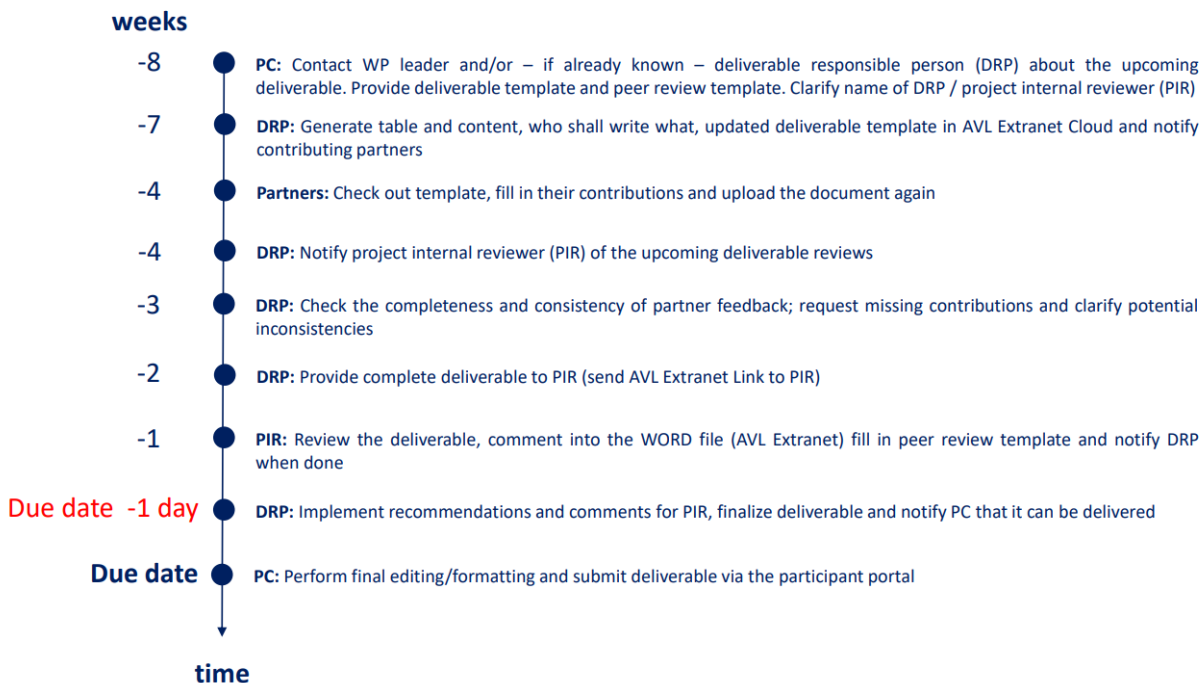 weeks
-8
PC: Contact WP leader and/or – if already known – deliverable responsible person (DRP) about the upcoming
deliverable. Provide deliverable template and peer review template. Clarify name of DRP / project internal reviewer (PIR)
-7
DRP: Generate table and content, who shall write what, updated deliverable template in AVL Extranet Cloud and notify
contributing partners
-4
Partners: Check out template, fill in their contributions and upload the document again
-4
DRP: Notify project internal reviewer (PIR) of the upcoming deliverable reviews
-3
DRP: Check the completeness and consistency of partner feedback; request missing contributions and clarify potential
inconsistencies
-2
DRP: Provide complete deliverable to PIR (send AVL Extranet Link to PIR)
-1
PIR: Review the deliverable, comment into the WORD file (AVL Extranet) fill in peer review template and notify DRP
when done
Due date -1 day
DRP: Implement recommendations and comments for PIR, finalize deliverable and notify PC that it can be delivered
Due date
PC: Perform final editing/formatting and submit deliverable via the participant portal
time